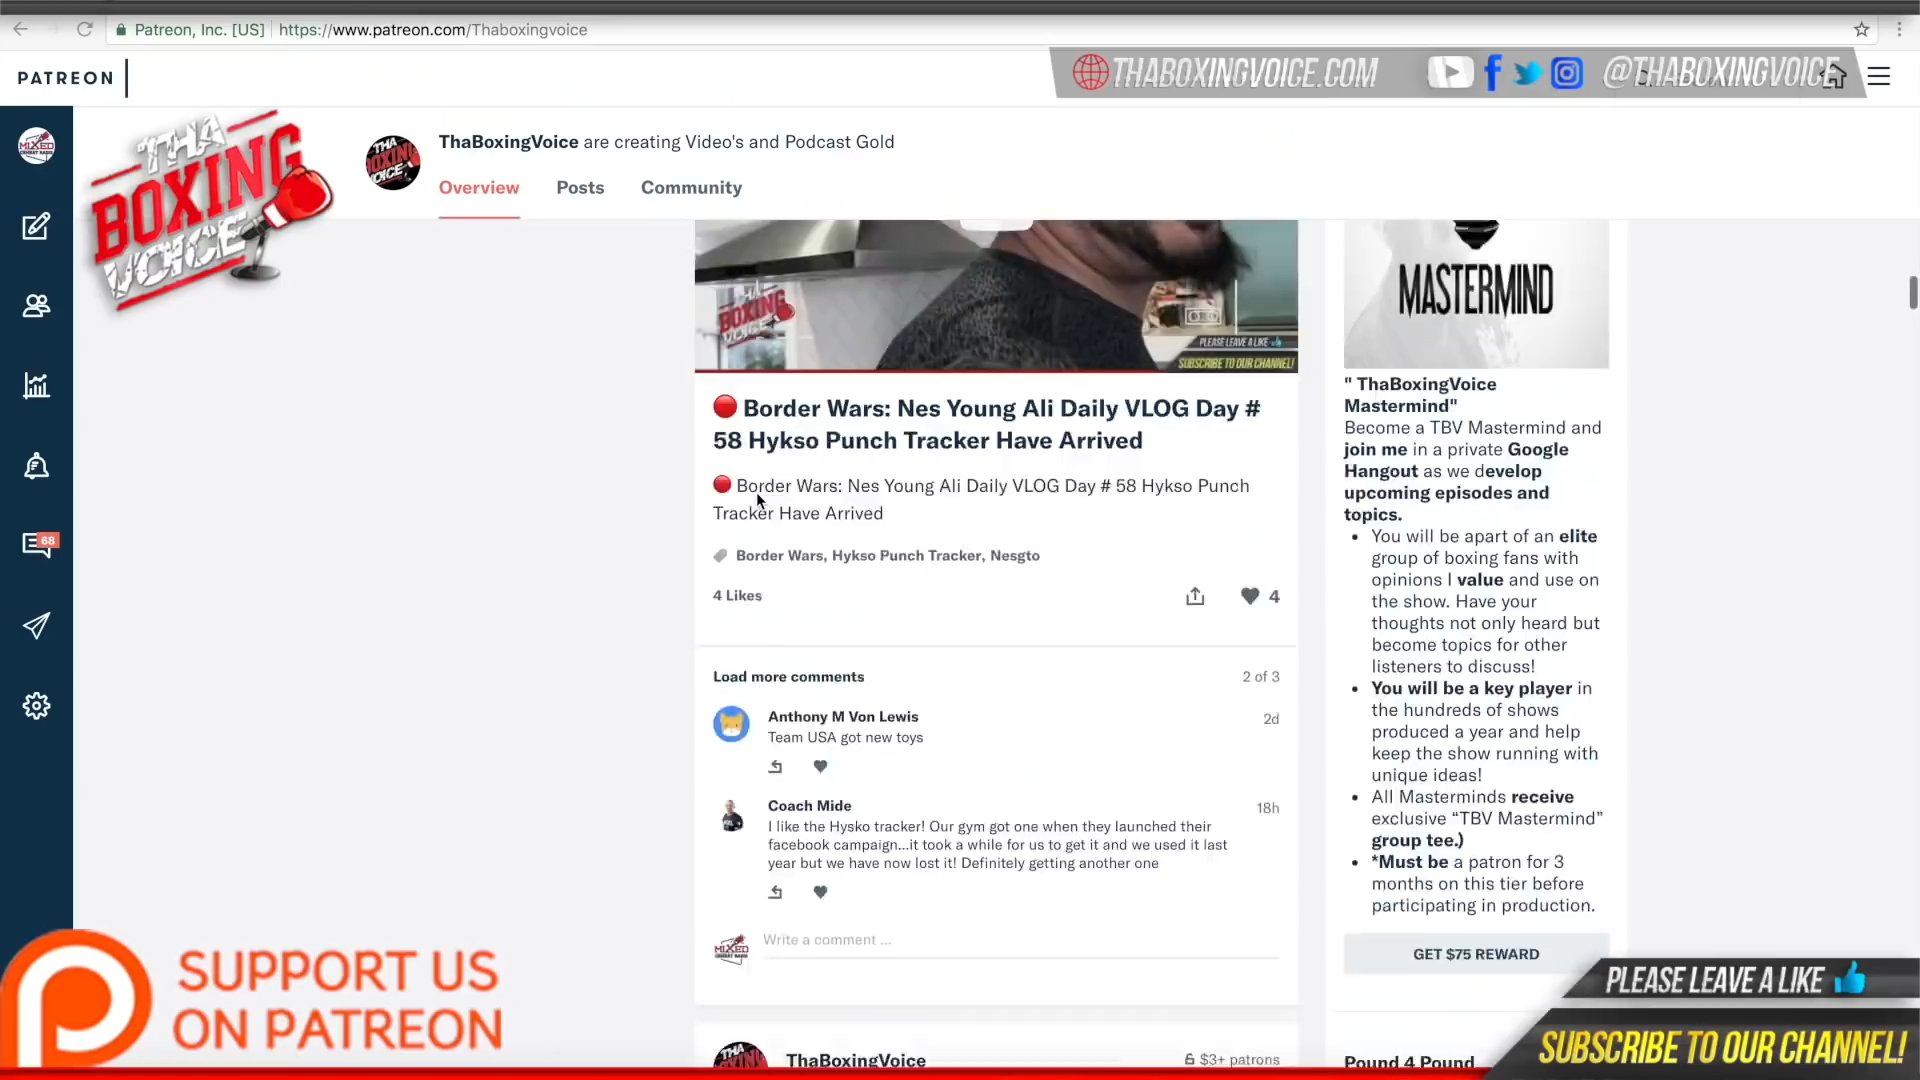 Patreon, Inc. [US] https://www.patreon.com/Thaboxingvoice
PATREON
THABOXINGVOICE.COM @THABOXINGVOICE
MIXED
THA
BOXING
VOICE
THA
BOXING
VOICE
ThaBoxingVoice are creating Video's and Podcast Gold
Overview Posts Community
BOXING
PLEASE LEAVE A LIKE
SUBSCRIBE TO OUR CHANNEL!
Border Wars: Nes Young Ali Daily VLOG Day #
58 Hykso Punch Tracker Have Arrived
Border Wars: Nes Young Ali Daily VLOG Day # 58 Hykso Punch
Tracker Have Arrived
Border Wars, Hykso Punch Tracker, Nesgto
4 Likes
4
Load more comments 2 of 3
Anthony M Von Lewis 2d
Team USA got new toys
Coach Mide 18h
I like the Hysko tracker! Our gym got one when they launched their
facebook campaign...it took a while for us to get it and we used it last
year but we have now lost it! Definitely getting another one
MIXED
Write a comment ...
ThaBoxingVoice $3+ patrons
68
MASTERMIND
" ThaBoxingVoice
Mastermind"
Become a TBV Mastermind and
join me in a private Google
Hangout as we develop
upcoming episodes and
topics.
You will be apart of an elite
group of boxing fans with
opinions I value and use on
the show. Have your
thoughts not only heard but
become topics for other
listeners to discuss!
You will be a key player in
the hundreds of shows
produced a year and help
keep the show running with
unique ideas!
All Masterminds receive
exclusive “TBV Mastermind”
group tee.)
*Must be a patron for 3
months on this tier before
participating in production.
GET $75 REWARD
Pound 4 Pound
SUPPORT US
ON PATREON
PLEASE LEAVE A LIKE
SUBSCRIBE TO OUR CHANNEL!